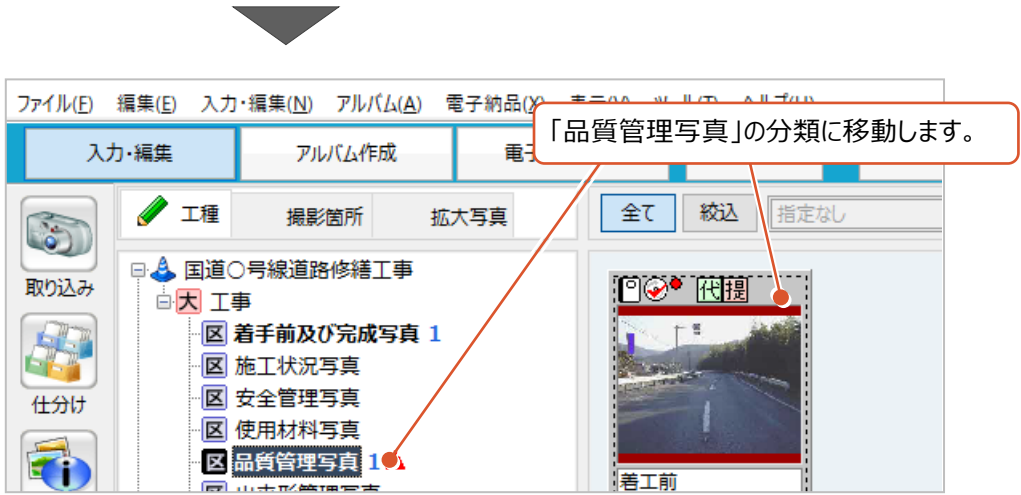 ファイル(F) 編集(E) 入力・編集(N) アルバム(A) 電子納品(X)
「品質管理写真」の分類に移動します。
入力・編集 アルバム作成 電子
工種 撮影箇所 拡大写真 全て 絞込 指定なし
取り込み
仕分け
国道○号線道路修繕工事
大 工事
区 着手前及び完成写真 1
区 施工状況写真
区 安全管理写真
区 使用材料写真
区 品質管理写真 1
代 提
着工前